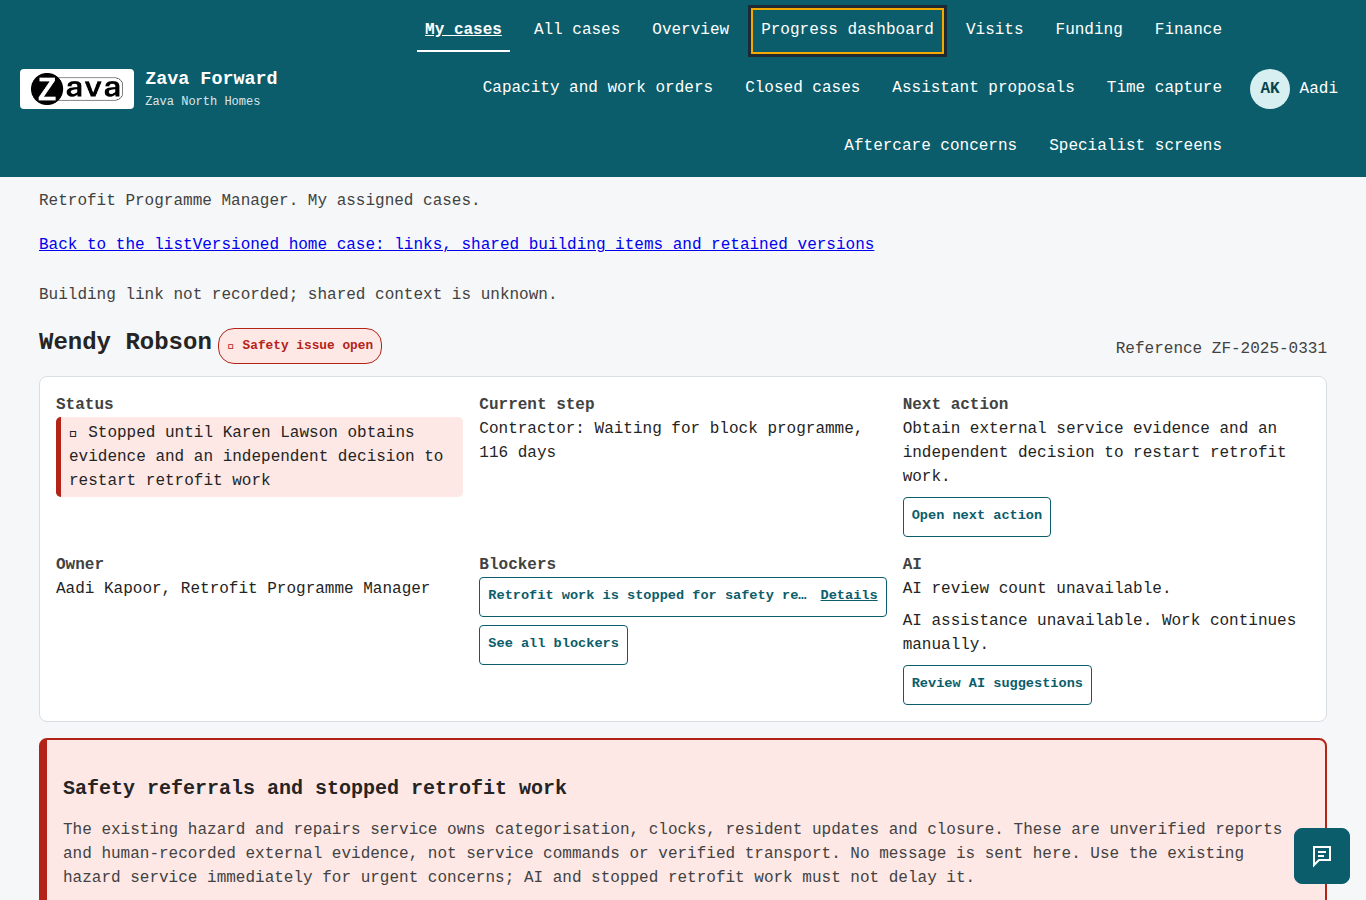 My cases All cases Overview Progress dashboard Visits Funding Finance
Zava
Zava Forward
Zava North Homes
Capacity and work orders Closed cases Assistant proposals Time capture
AK Aadi
Aftercare concerns Specialist screens
Retrofit Programme Manager. My assigned cases.
Back to the listVersioned home case: links, shared building items and retained versions
Building link not recorded; shared context is unknown.
Wendy Robson
Safety issue open
Reference ZF-2025-0331
Status
Stopped until Karen Lawson obtains
evidence and an independent decision to
restart retrofit work
Current step
Contractor: Waiting for block programme,
116 days
Next action
Obtain external service evidence and an
independent decision to restart retrofit
work.
Open next action
Owner
Aadi Kapoor, Retrofit Programme Manager
Blockers
Retrofit work is stopped for safety re… Details
See all blockers
AI
AI review count unavailable.
AI assistance unavailable. Work continues
manually.
Review AI suggestions
Safety referrals and stopped retrofit work
The existing hazard and repairs service owns categorisation, clocks, resident updates and closure. These are unverified reports
and human-recorded external evidence, not service commands or verified transport. No message is sent here. Use the existing
hazard service immediately for urgent concerns; AI and stopped retrofit work must not delay it.